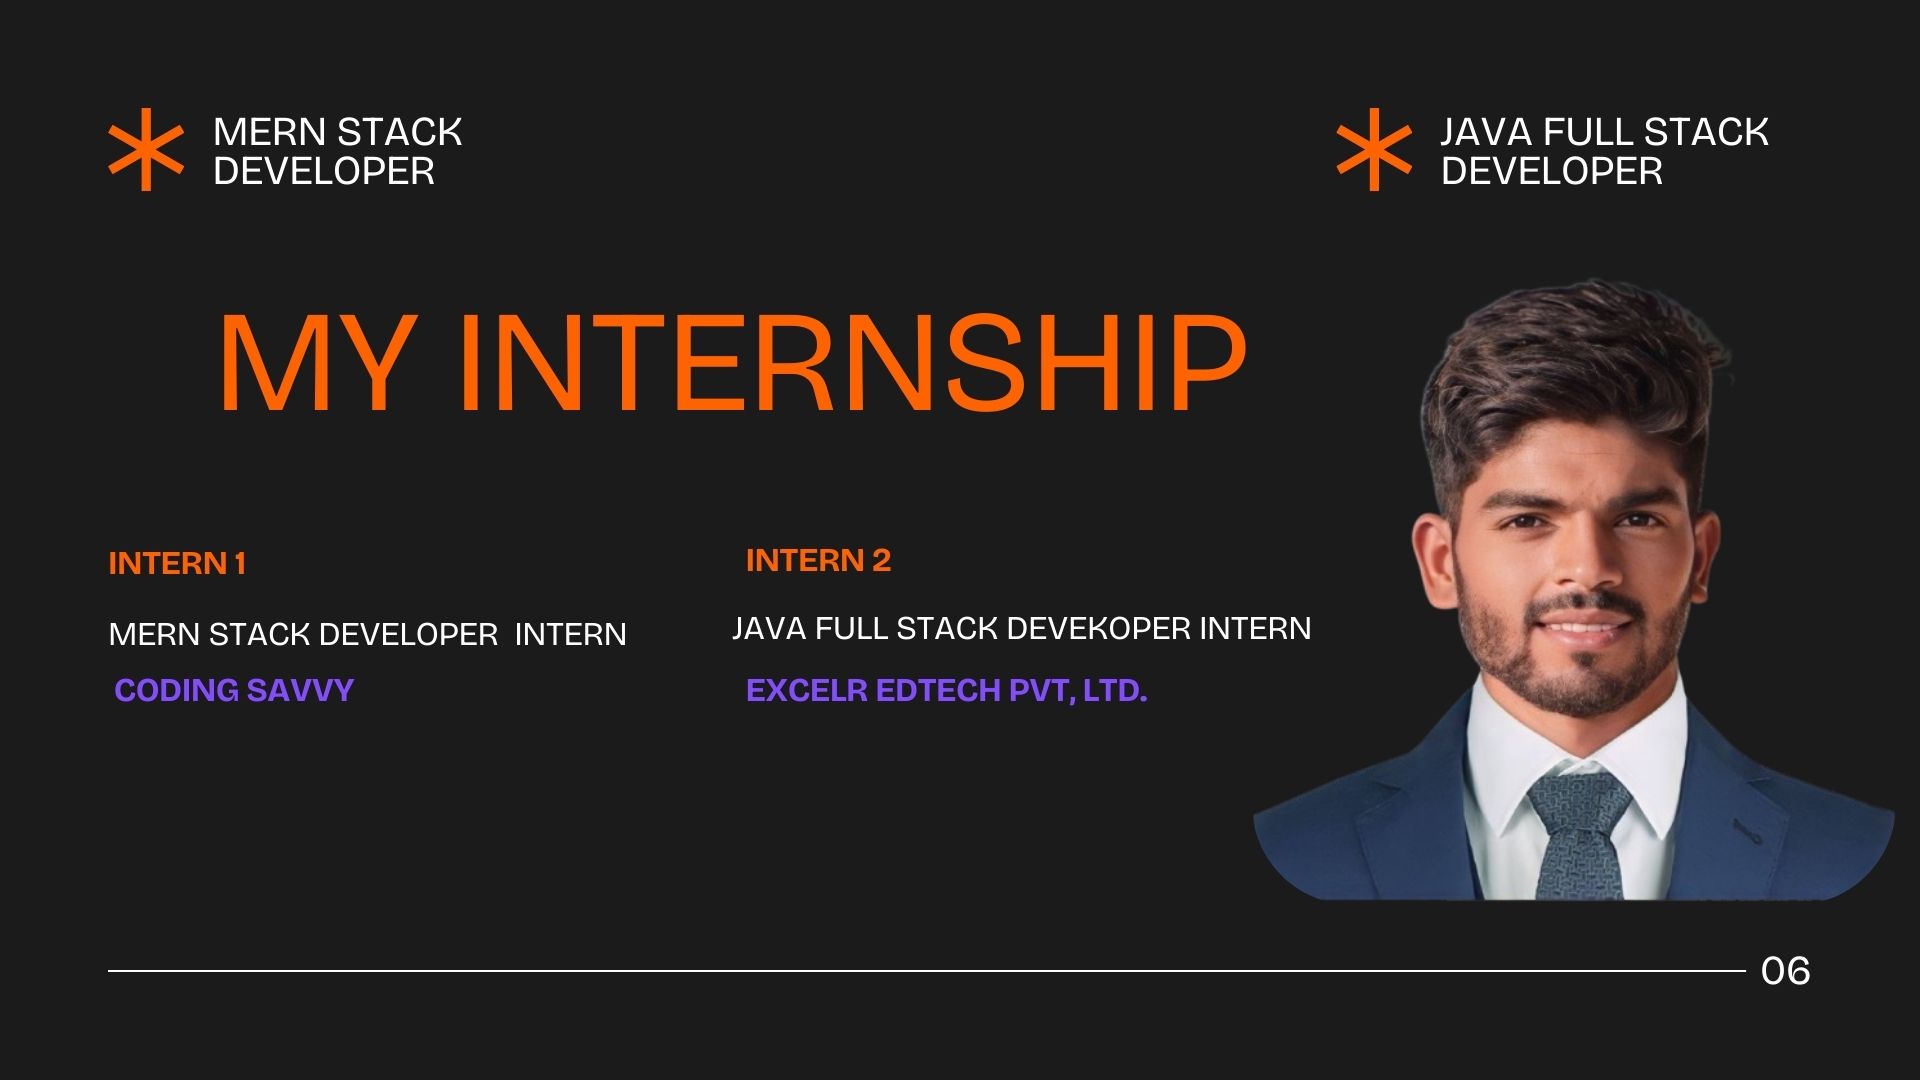 MERN STACK
DEVELOPER
JAVA FULL STACK
DEVELOPER
MY INTERNSHIP
INTERN 1
MERN STACK DEVELOPER  INTERN
CODING SAVVY
INTERN 2
JAVA FULL STACK DEVEKOPER INTERN
EXCELR EDTECH PVT, LTD.
06